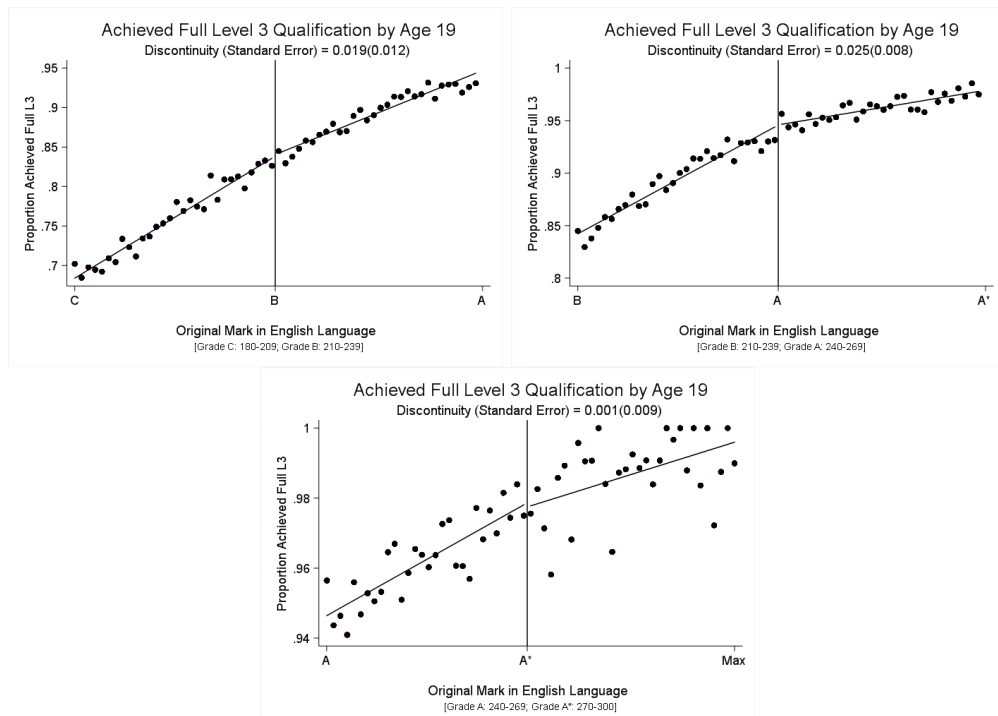 Achieved Full Level 3 Qualification by Age 19
Discontinuity (Standard Error) = 0.019(0.012)
Proportion Achieved Full L3
.95
.9
.85
.8
.75
.7
C
B
A
Original Mark in English Language
[Grade C: 180-209; Grade B: 210-239]
Achieved Full Level 3 Qualification by Age 19
Discontinuity (Standard Error) = 0.025(0.008)
Proportion Achieved Full L3
1
.95
.9
.85
.8
B
A
A*
Original Mark in English Language
[Grade B: 210-239; Grade A: 240-269]
Achieved Full Level 3 Qualification by Age 19
Discontinuity (Standard Error) = 0.001(0.009)
Proportion Achieved Full L3
1
.98
.96
.94
A
A*
Max
Original Mark in English Language
[Grade A: 240-269; Grade A*: 270-300]